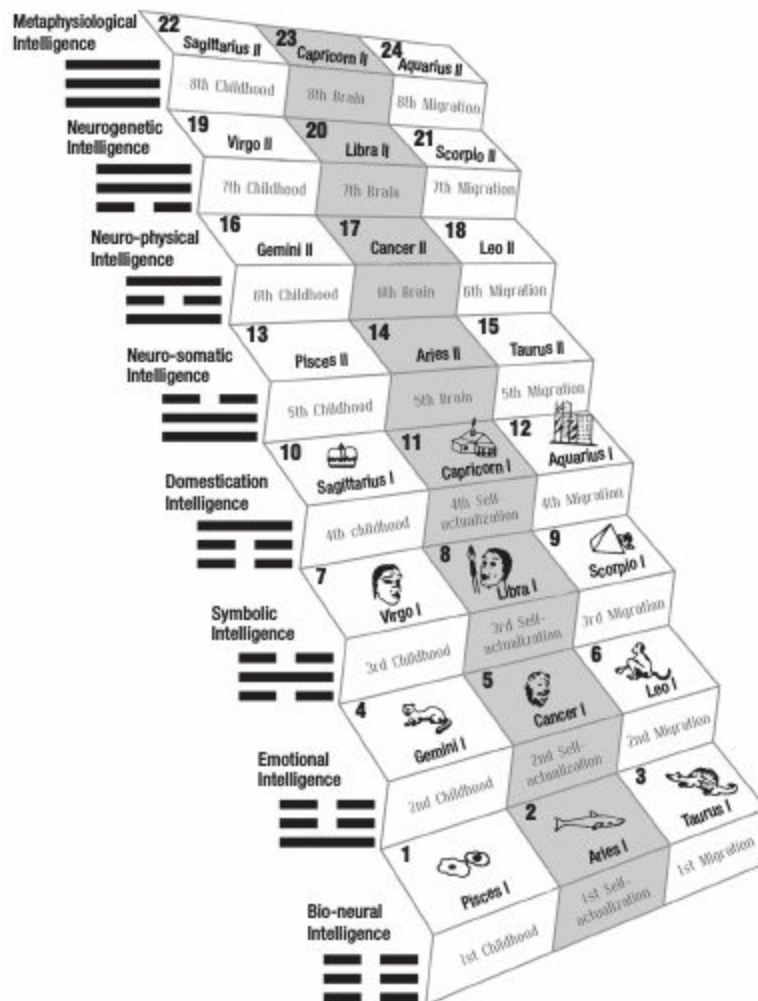 Metaphysiological
Intelligence
22
Sagittarius II
23
Capricorn II
24
Aquarius II
8th Childhood
8th Brain
8th Migration
Neurogenetic
Intelligence
19
Virgo II
20
Libra II
21
Scorpio II
7th Childhood
7th Brain
7th Migration
Neuro-physical
Intelligence
16
Gemini II
17
Cancer II
18
Leo II
6th Childhood
6th Brain
6th Migration
Neuro-somatic
Intelligence
13
Pisces II
14
Aries II
15
Taurus II
5th Childhood
5th Brain
5th Migration
Domestication
Intelligence
10
Sagittarius I
11
Capricorn I
12
Aquarius I
4th childhood
4th Self-
actualization
4th Migration
Symbolic
Intelligence
7
Virgo I
8
Libra I
9
Scorpio I
3rd Childhood
3rd Self-
actualization
3rd Migration
Emotional
Intelligence
4
Gemini I
5
Cancer I
6
Leo I
2nd Childhood
2nd Self-
actualization
2nd Migration
Bio-neural
Intelligence
1
Pisces I
2
Aries I
3
Taurus I
1st Childhood
1st Self-
actualization
1st Migration